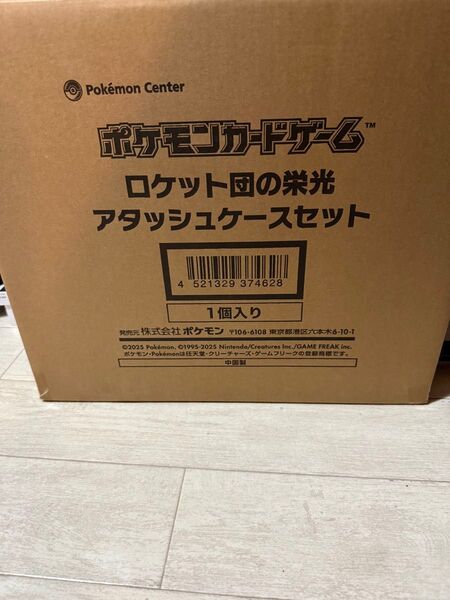 Pokémon Center
ポケモンカードゲーム™
ロケット団の栄光
アタッシュケースセット
4 521329 374628
1個入り
発売元 株式会社 ポケモン 〒106-6108 東京都港区六本木6-10-1
©2025 Pokémon. ©1995-2025 Nintendo/Creatures Inc./GAME FREAK inc.
ポケモン・Pokémonは任天堂・クリーチャーズ・ゲームフリークの登録商標です。
中国製